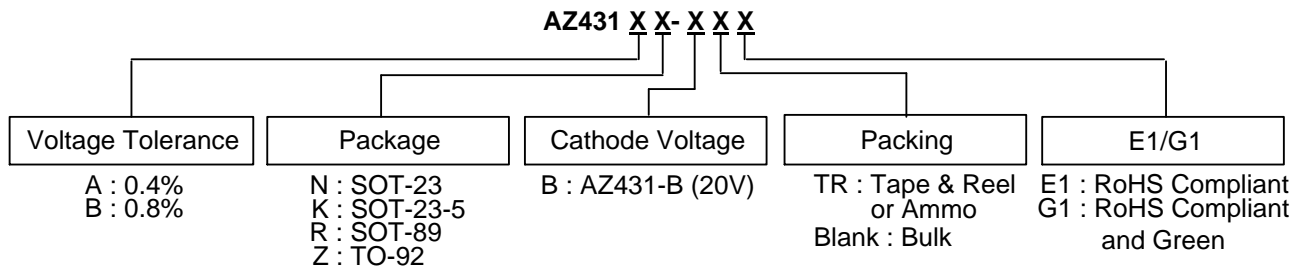 AZ431 X X- X X X
Voltage Tolerance
A : 0.4%
B : 0.8%
Package
N : SOT-23
K : SOT-23-5
R : SOT-89
Z : TO-92
Cathode Voltage
B : AZ431-B (20V)
Packing
TR : Tape & Reel
or Ammo
Blank : Bulk
E1/G1
E1 : RoHS Compliant
G1 : RoHS Compliant
and Green